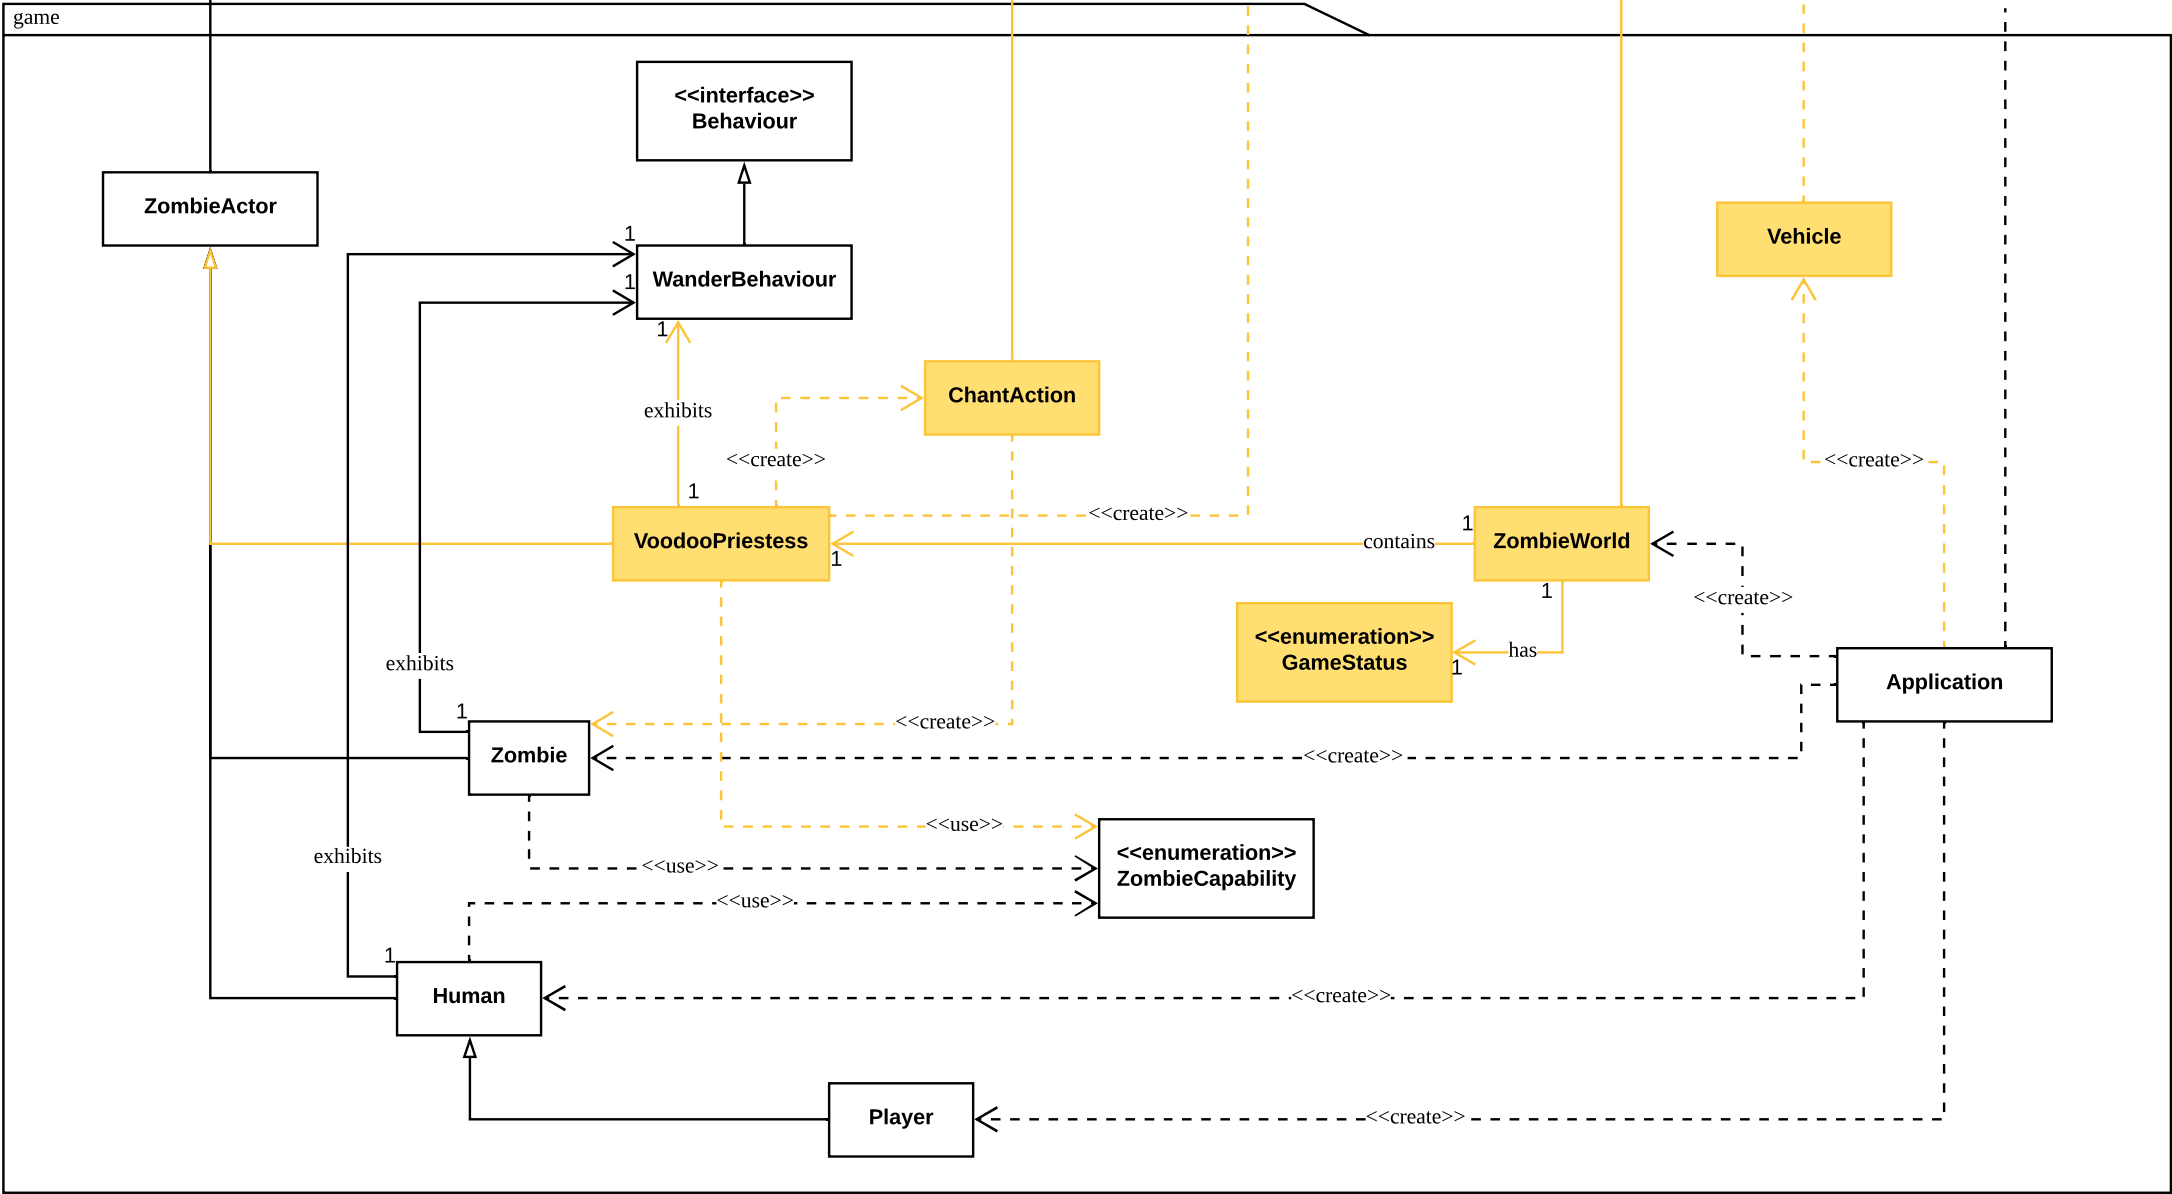 game
<<interface>>
Behaviour
ZombieActor
1
WanderBehaviour
1
1
Vehicle
exhibits
ChantAction
<<create>>
<<create>>
1
<<create>>
VoodooPriestess
1
contains
1
ZombieWorld
1
<<create>>
<<enumeration>>
GameStatus
has
1
exhibits
Application
1
<<create>>
Zombie
<<create>>
<<use>>
<<enumeration>>
ZombieCapability
exhibits
<<use>>
<<use>>
1
Human
<<create>>
Player
<<create>>